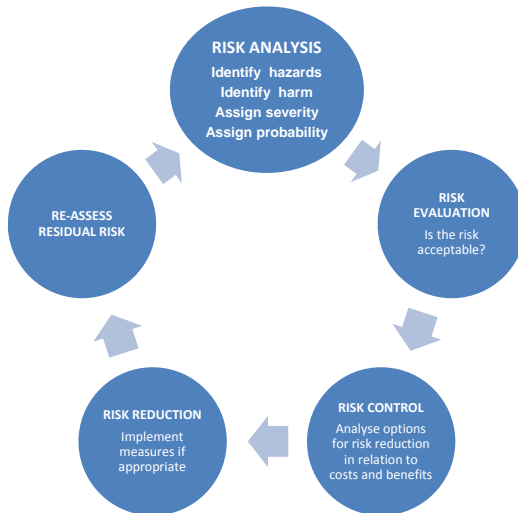 RISK ANALYSIS
Identify hazards
Identify harm
Assign severity
Assign probability
RISK
EVALUATION
Is the risk
acceptable?
RISK CONTROL
Analyse options
for risk reduction
in relation to
costs and benefits
RISK REDUCTION
Implement
measures if
appropriate
RE-ASSESS
RESIDUAL RISK